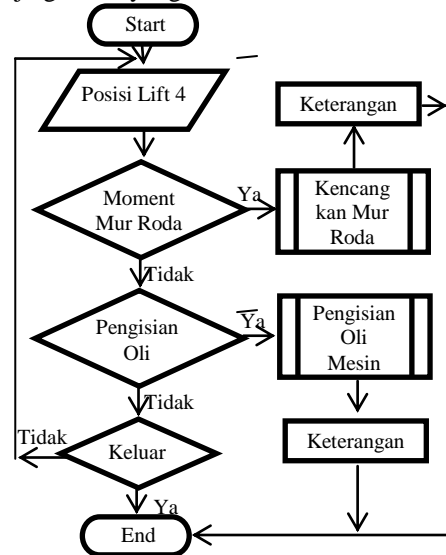 Start
Posisi Lift 4
Keterangan
Moment
Mur Roda
Ya
Kencang
kan Mur
Roda
Tidak
Pengisian
Oli
Ya
Pengisian
Oli
Mesin
Tidak
Tidak
Keluar
Keterangan
Ya
End